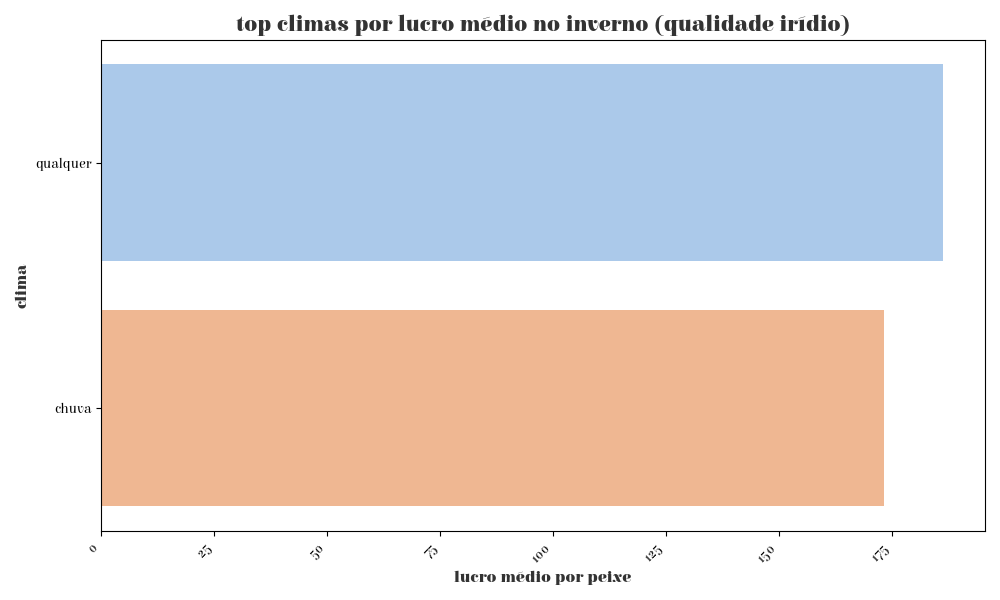 top climas por lucro médio no inverno (qualidade irídio)
qualquer
clima
chuva
0 25 50 75 100 125 150 175
lucro médio por peixe